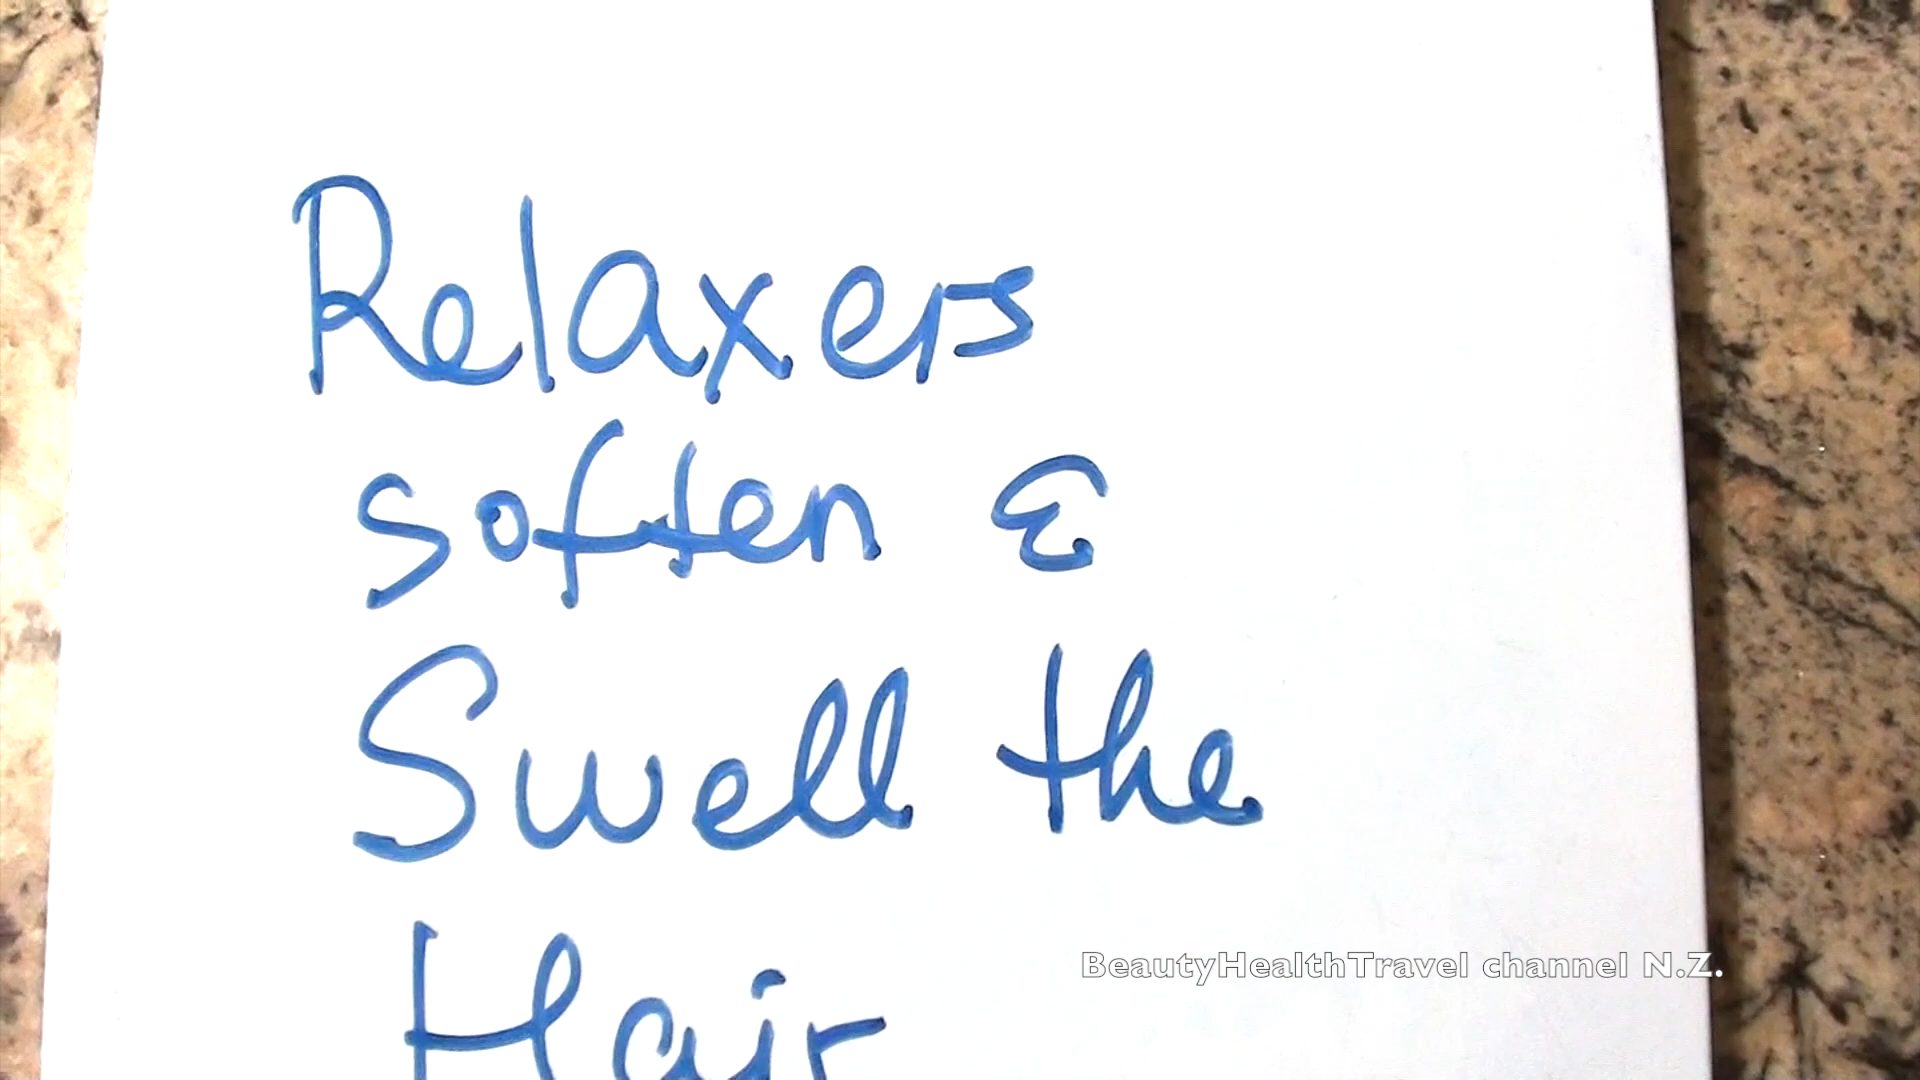 Relaxers
soften &
Swell the
Hair
BeautyHealthTravel channel N.Z.